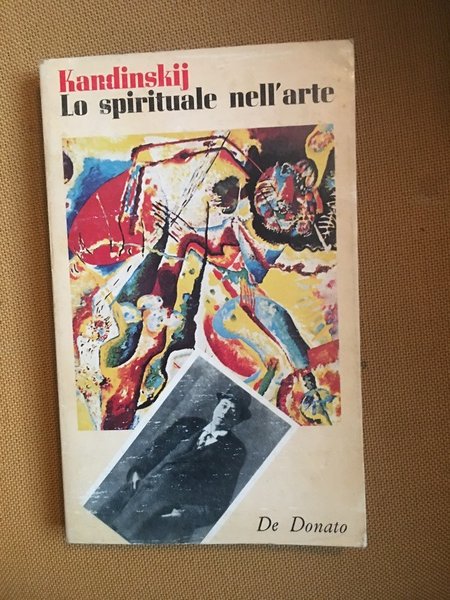 Kandinskij
Lo spirituale nell'arte
De Donato